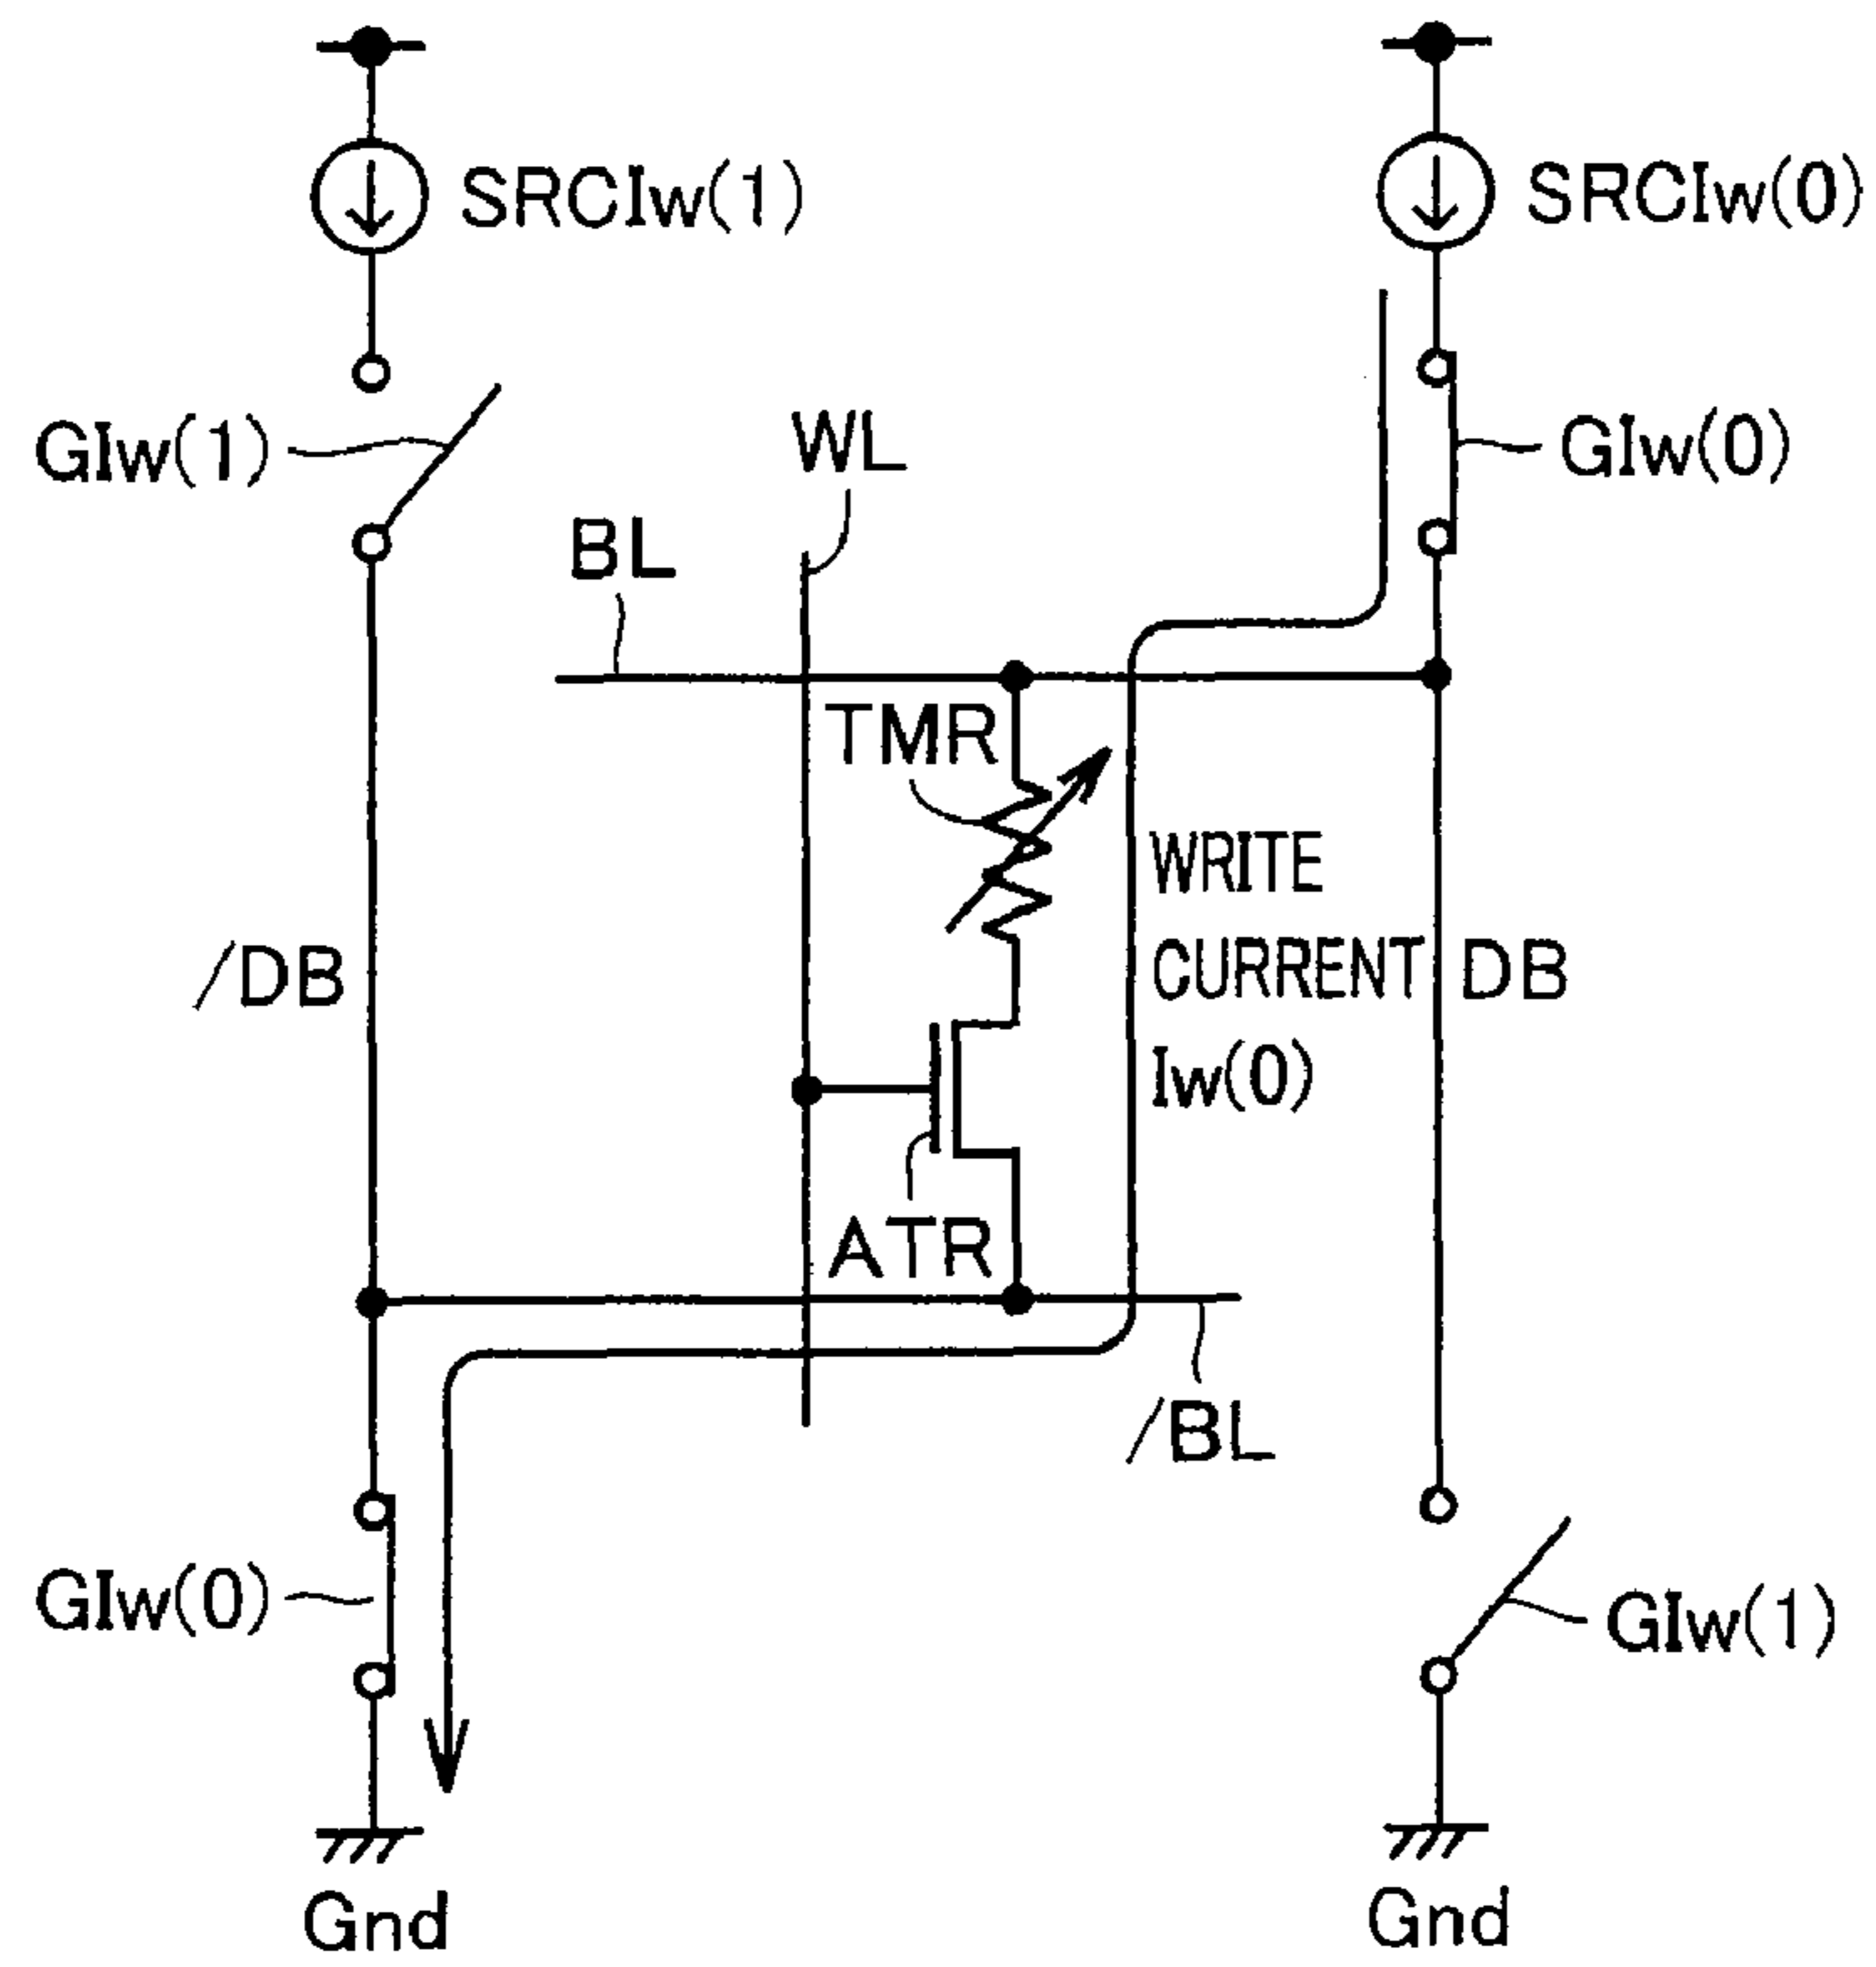 SRCIw(1)
SRCIw(0)
GIw(1)
WL
GIw(0)
BL
TMR
WRITE
CURRENT
Iw(0)
/DB
DB
ATR
/BL
GIw(0)
GIw(1)
Gnd
Gnd